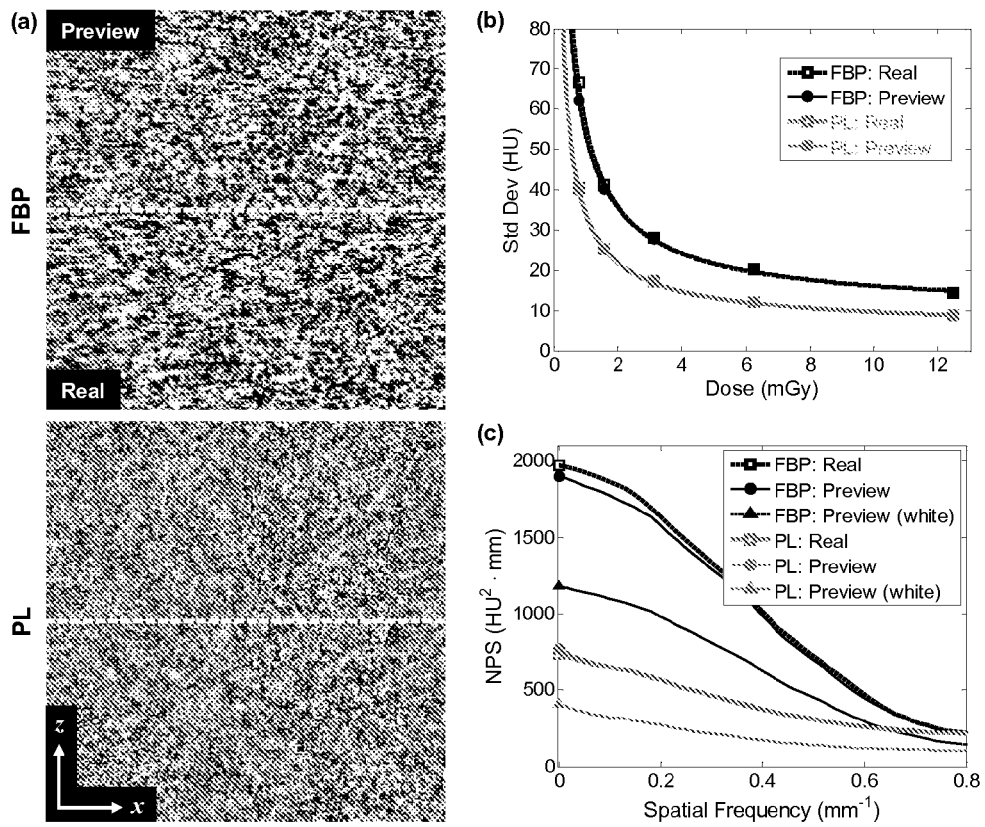 (a)
Preview
FBP
Real
PL
z
x
(b)
80
70
60
50
40
30
20
10
0
Std Dev (HU)
0 2 4 6 8 10 12
Dose (mGy)
FBP: Real
FBP: Preview
PL: Real
PL: Preview
(c)
2000
1500
1000
500
0
NPS (HU² · mm)
0 0.2 0.4 0.6 0.8
Spatial Frequency (mm⁻¹)
FBP: Real
FBP: Preview
FBP: Preview (white)
PL: Real
PL: Preview
PL: Preview (white)